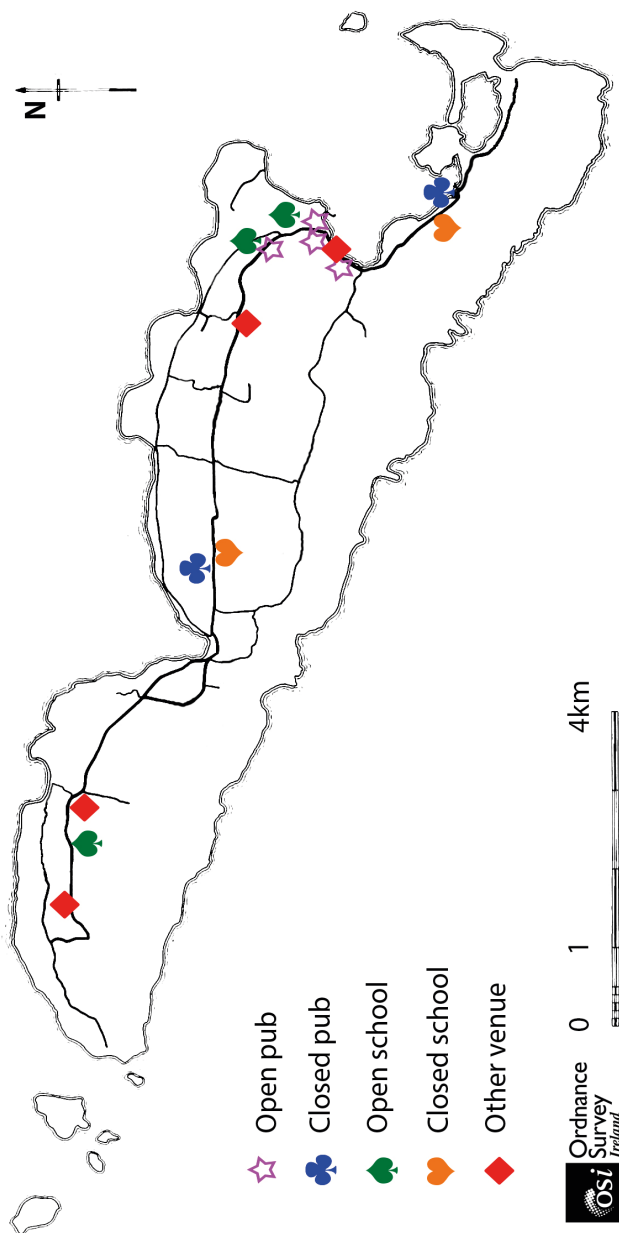 N
Open pub
Closed pub
Open school
Closed school
Other venue
0 1 4km
osi
Ordnance
Survey
Ireland